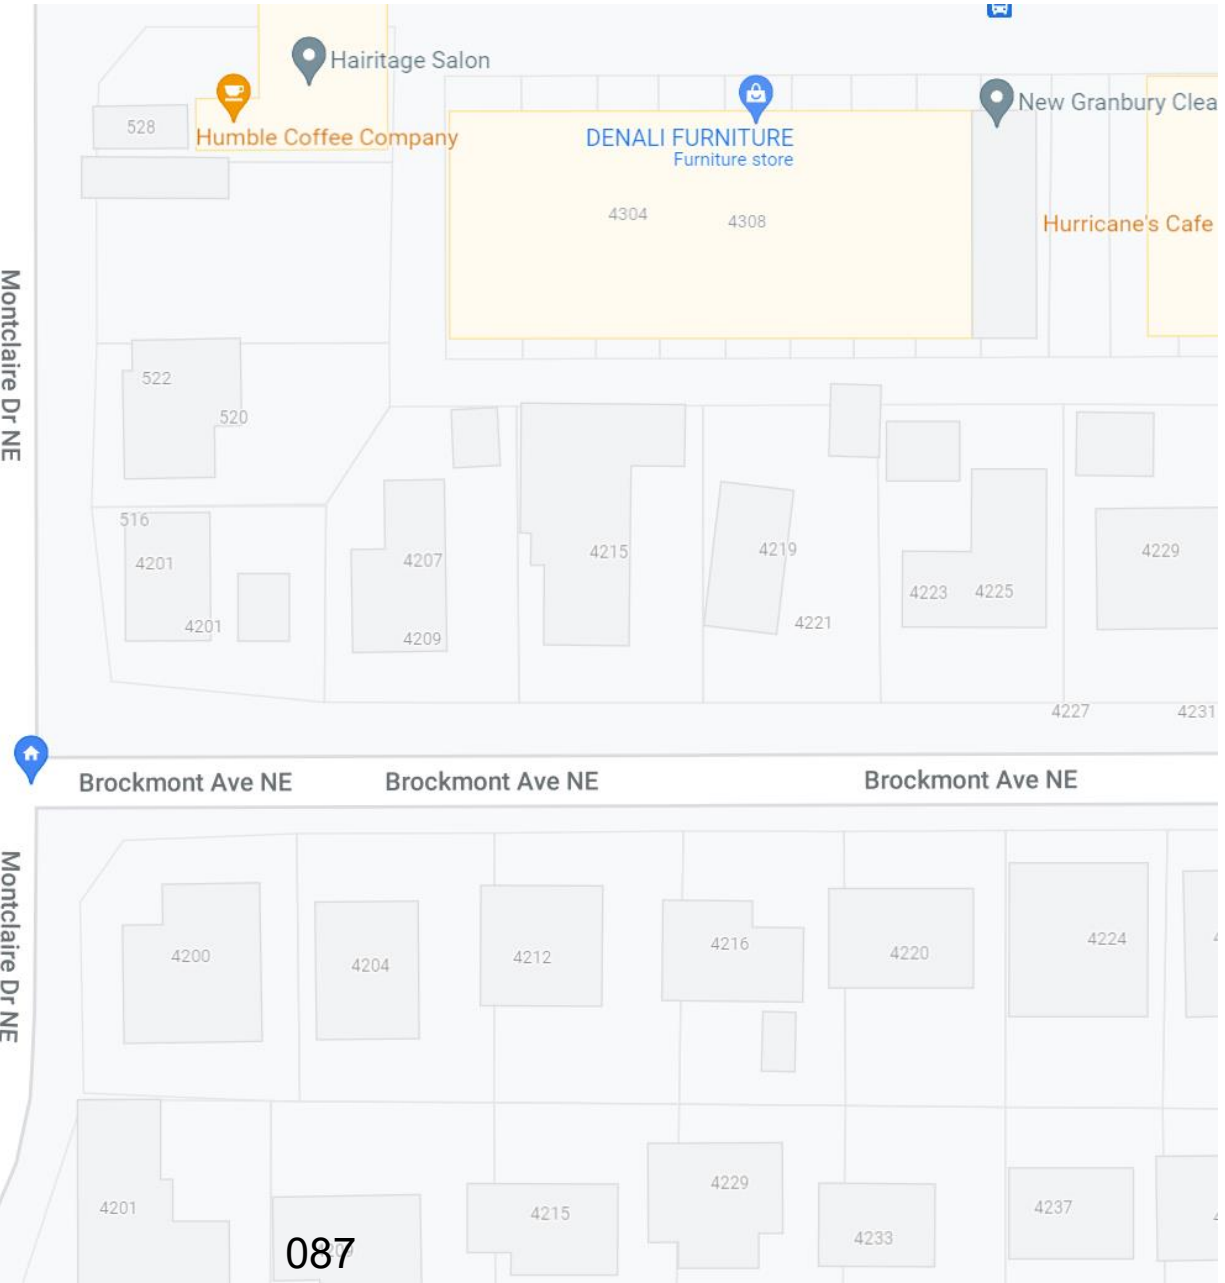 Hairitage Salon
528
Humble Coffee Company
DENALI FURNITURE
Furniture store
New Granbury Clea
4304
4308
Hurricane's Cafe
Montclaire Dr NE
522
520
516
4201
4201
4207
4209
4215
4219
4221
4223
4225
4229
4227
4231
Brockmont Ave NE
Brockmont Ave NE
Brockmont Ave NE
Montclaire Dr NE
4200
4204
4212
4216
4220
4224
4201
4215
4229
4233
4237
087